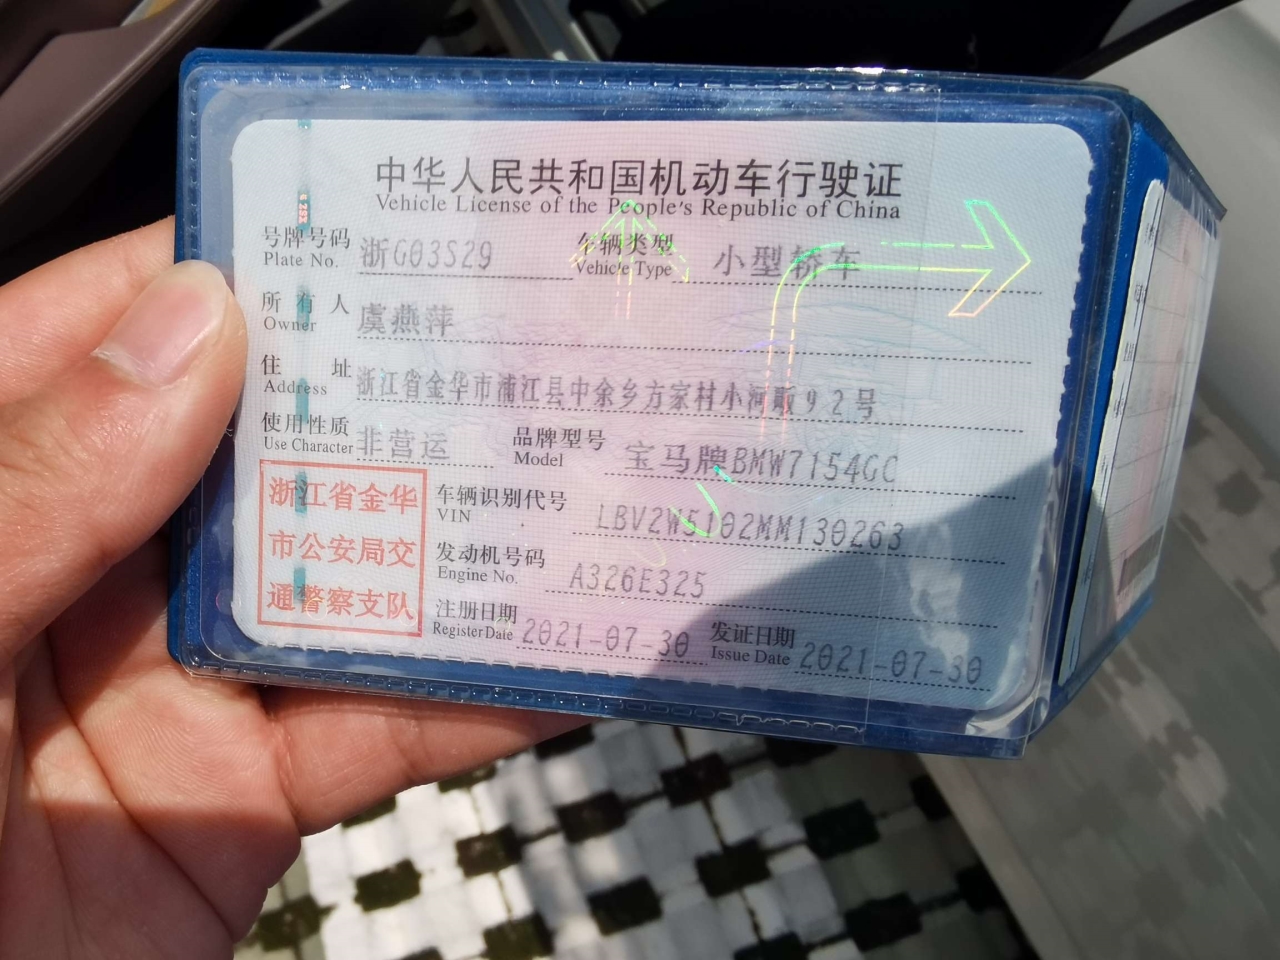 中华人民共和国机动车行驶证
Vehicle License of the People's Republic of China
号牌号码 浙G03S29 车辆类型 小型轿车
Plate No. Vehicle Type
所有人 虞燕萍
Owner
住址 浙江省金华市浦江县中余乡方家村小河畈92号
Address
使用性质 非营运 品牌型号 宝马牌BMW7154GC
Use Character Model
浙江省金华
市公安局交
通警察支队
车辆识别代号 LBV2W5102MM130263
VIN
发动机号码 A326E325
Engine No.
注册日期 2021-07-30 发证日期 2021-07-30
Register Date Issue Date